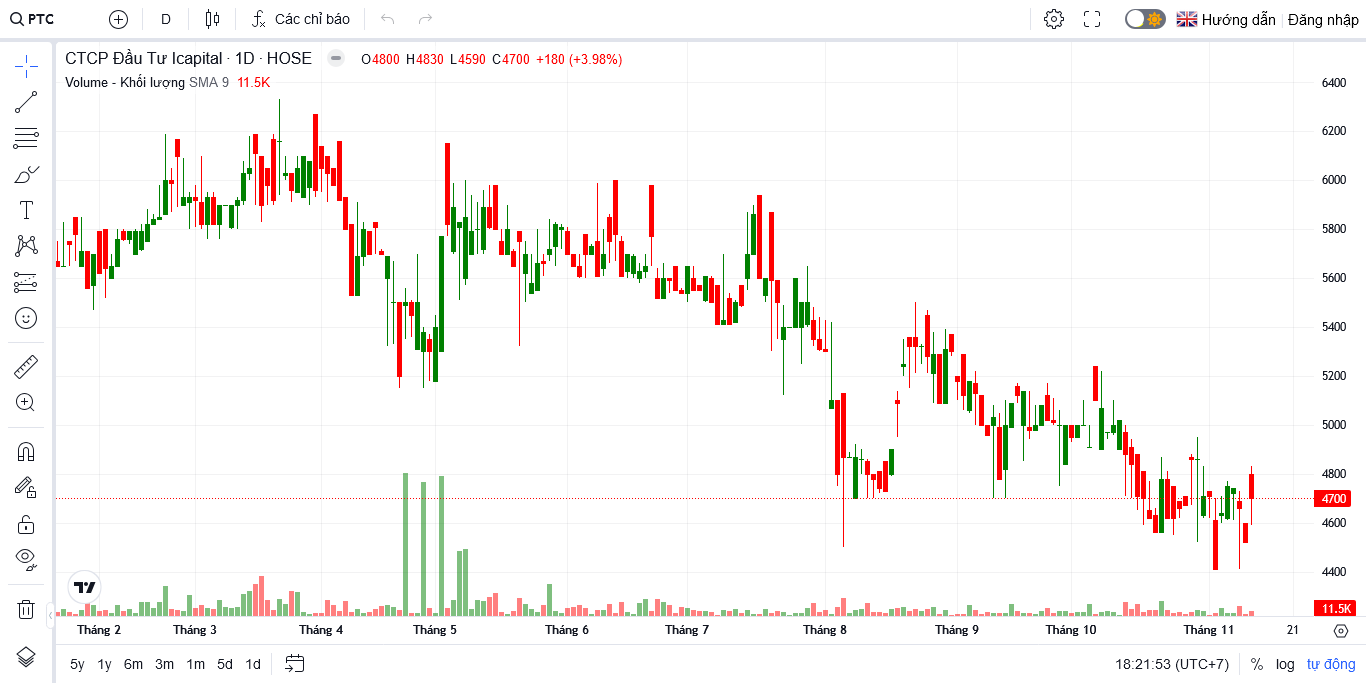 PTC D Các chỉ báo Hướng dẫn Đăng nhập
CTCP Đầu Tư Icapital · 1D · HOSE O4800 H4830 L4590 C4700 +180 (+3.98%)
Volume - Khối lượng SMA 9 11.5K
6400
6200
6000
5800
5600
5400
5200
5000
4800
4700
4600
4400
11.5K
Tháng 2 Tháng 3 Tháng 4 Tháng 5 Tháng 6 Tháng 7 Tháng 8 Tháng 9 Tháng 10 Tháng 11 21
5y 1y 6m 3m 1m 5d 1d 18:21:53 (UTC+7) % log tự động